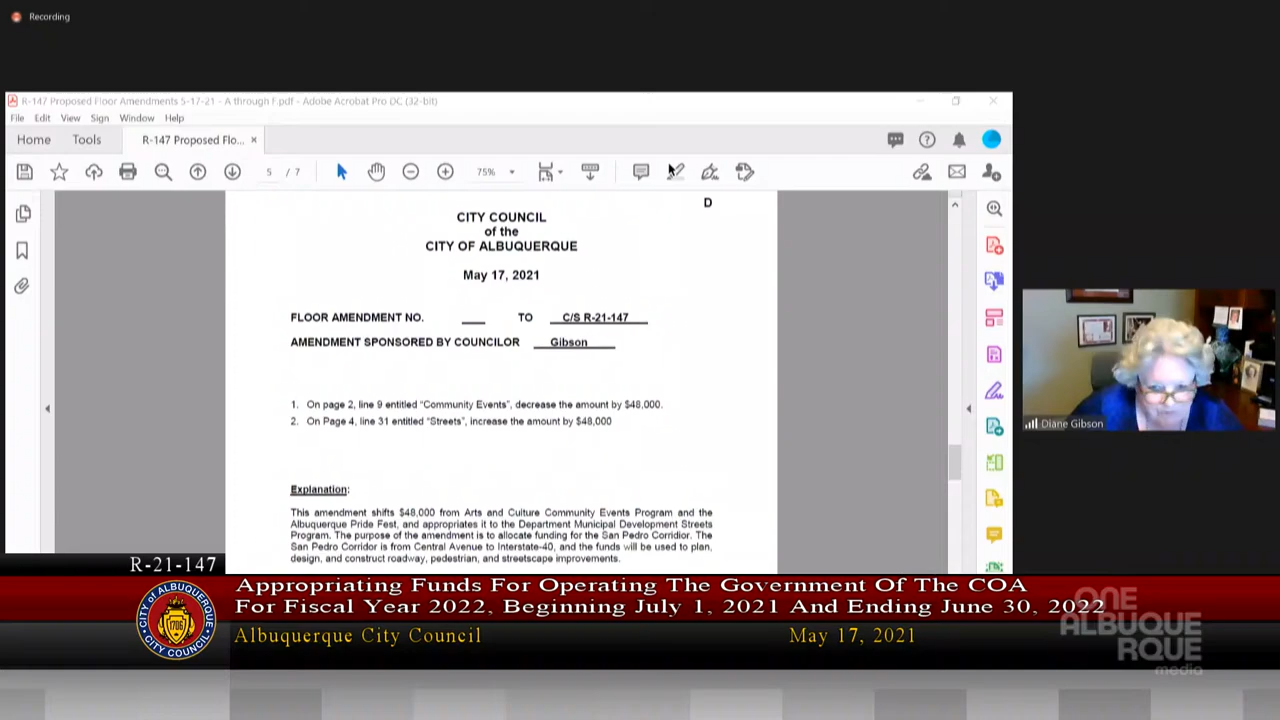 Recording
R-147 Proposed Floor Amendments 5-17-21 - A through F.pdf - Adobe Acrobat Pro DC (32-bit)
File Edit View Sign Window Help
Home Tools R-147 Proposed Flo... ×
5 / 7 75%
D
CITY COUNCIL
of the
CITY OF ALBUQUERQUE
May 17, 2021
FLOOR AMENDMENT NO. ___ TO C/S R-21-147
AMENDMENT SPONSORED BY COUNCILOR Gibson
1. On page 2, line 9 entitled “Community Events”, decrease the amount by $48,000.
2. On Page 4, line 31 entitled “Streets”, increase the amount by $48,000
Explanation:
This amendment shifts $48,000 from Arts and Culture Community Events Program and the
Albuquerque Pride Fest, and appropriates it to the Department Municipal Development Streets
Program. The purpose of the amendment is to allocate funding for the San Pedro Corridior. The
San Pedro Corridor is from Central Avenue to Interstate-40, and the funds will be used to plan,
design, and construct roadway, pedestrian, and streetscape improvements.
Diane Gibson
R-21-147
Appropriating Funds For Operating The Government Of The COA
For Fiscal Year 2022, Beginning July 1, 2021 And Ending June 30, 2022
Albuquerque City Council May 17, 2021
CITY OF ALBUQUERQUE
1706
CITY COUNCIL
ONE
ALBUQUE
RQUE
media